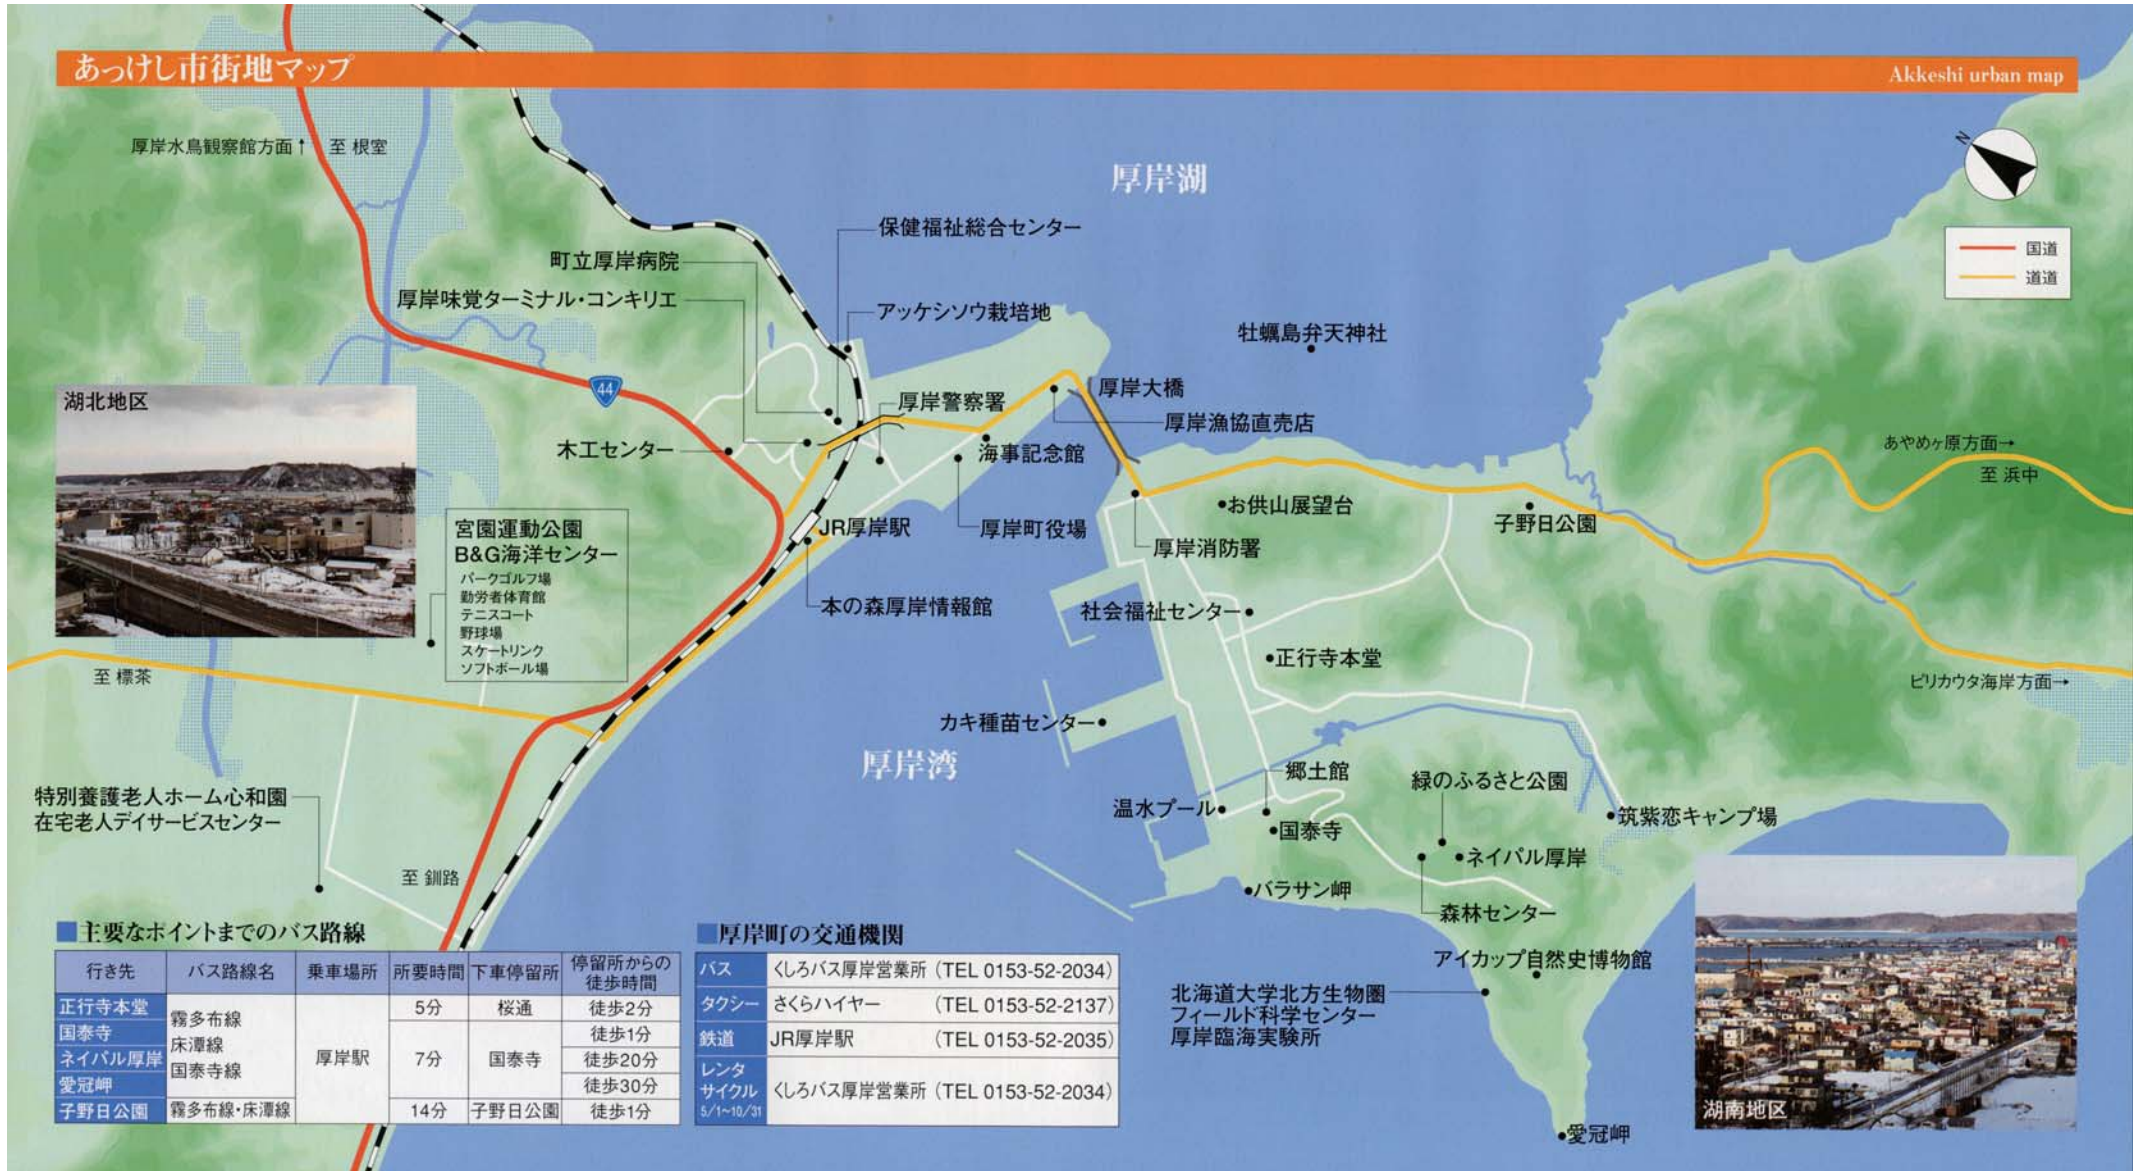 あっけし市街地マップ
Akkeshi urban map
厚岸水鳥観察館方面↑
至 根室
厚岸湖
N
国道
道道
保健福祉総合センター
町立厚岸病院
厚岸味覚ターミナル・コンキリエ
アッケシソウ栽培地
牡蠣島弁天神社
44
湖北地区
厚岸警察署
厚岸大橋
厚岸漁協直売店
木工センター
海事記念館
あやめヶ原方面→
至 浜中
お供山展望台
子野日公園
JR厚岸駅
厚岸町役場
厚岸消防署
宮園運動公園
B&G海洋センター
パークゴルフ場
勤労者体育館
テニスコート
野球場
スケートリンク
ソフトボール場
本の森厚岸情報館
社会福祉センター
正行寺本堂
至 標茶
ピリカウタ海岸方面→
カキ種苗センター
厚岸湾
郷土館
緑のふるさと公園
特別養護老人ホーム心和園
在宅老人デイサービスセンター
温水プール
国泰寺
筑紫恋キャンプ場
ネイパル厚岸
至 釧路
バラサン岬
森林センター
アイカップ自然史博物館
北海道大学北方生物圏
フィールド科学センター
厚岸臨海実験所
湖南地区
愛冠岬
主要なポイントまでのバス路線
行き先 バス路線名 乗車場所 所要時間 下車停留所 停留所からの
徒歩時間
正行寺本堂 霧多布線 5分 桜通 徒歩2分
国泰寺 床潭線 徒歩1分
ネイパル厚岸 国泰寺線 厚岸駅 7分 国泰寺 徒歩20分
愛冠岬 徒歩30分
子野日公園 霧多布線・床潭線 14分 子野日公園 徒歩1分
厚岸町の交通機関
バス くしろバス厚岸営業所 (TEL 0153-52-2034)
タクシー さくらハイヤー (TEL 0153-52-2137)
鉄道 JR厚岸駅 (TEL 0153-52-2035)
レンタ
サイクル くしろバス厚岸営業所 (TEL 0153-52-2034)
5/1~10/31